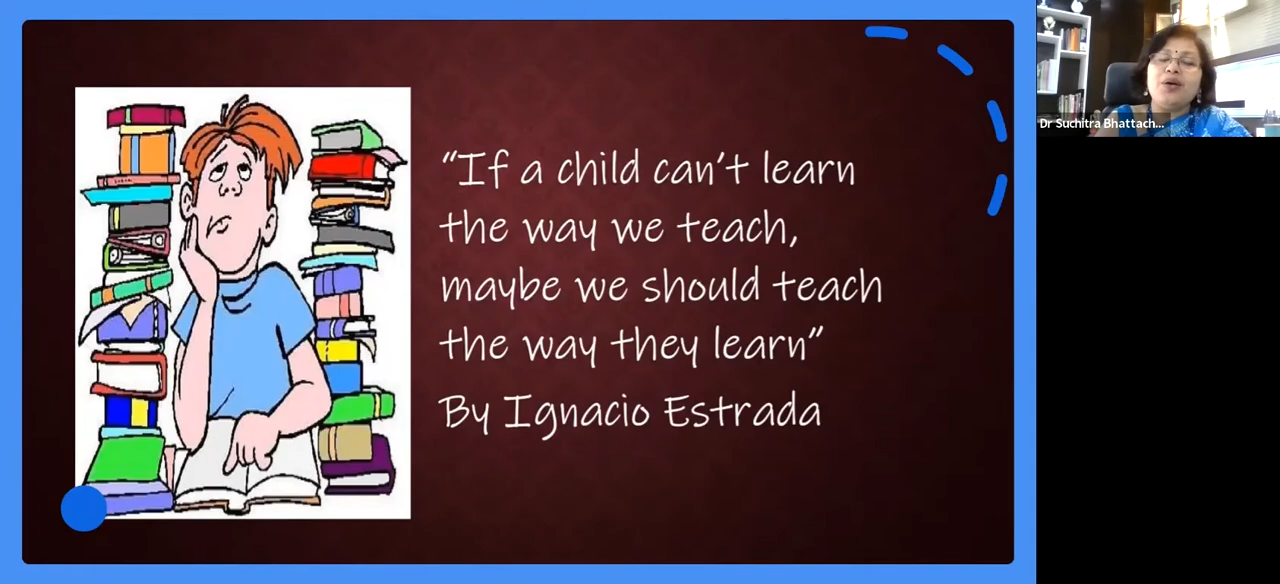 “If a child can’t learn
the way we teach,
maybe we should teach
the way they learn”
By Ignacio Estrada
Dr Suchitra Bhattach...